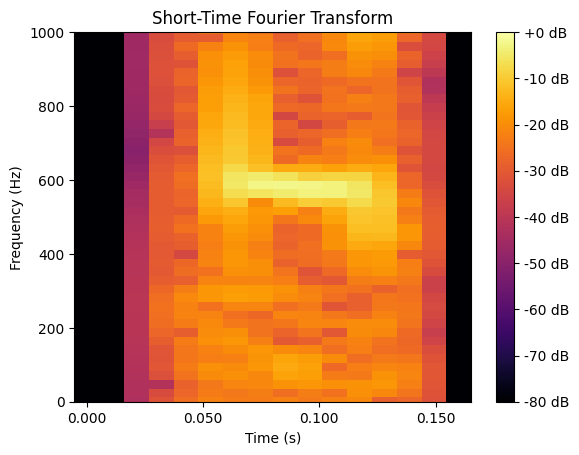 Short-Time Fourier Transform
1000
800
600
400
200
0
Frequency (Hz)
0.000
0.050
0.100
0.150
Time (s)
+0 dB
-10 dB
-20 dB
-30 dB
-40 dB
-50 dB
-60 dB
-70 dB
-80 dB